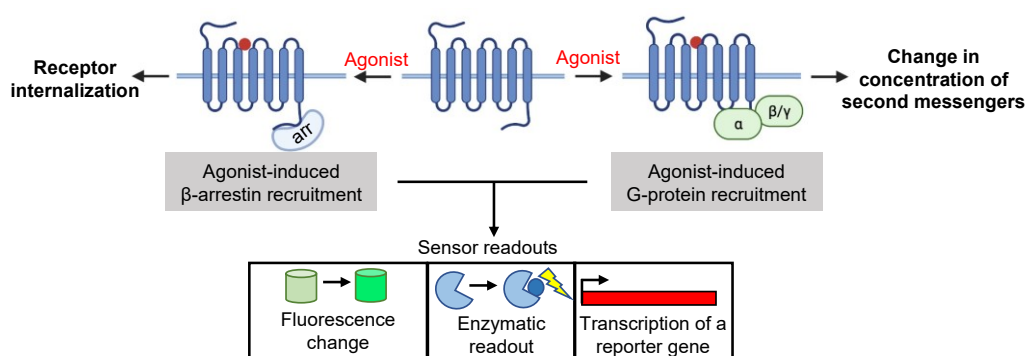 Receptor
internalization
Agonist
Agonist
Change in
concentration of
second messengers
arr
α
β/γ
Agonist-induced
β-arrestin recruitment
Agonist-induced
G-protein recruitment
Sensor readouts
Fluorescence
change
Enzymatic
readout
Transcription of a
reporter gene